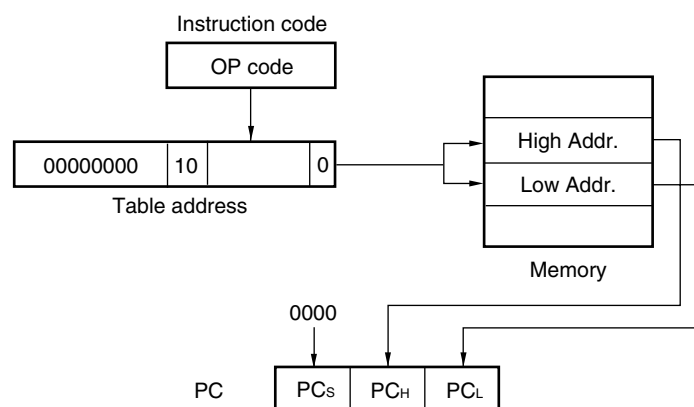 Instruction code
OP code
00000000 10 0
Table address
High Addr.
Low Addr.
Memory
0000
PC PCS PCH PCL